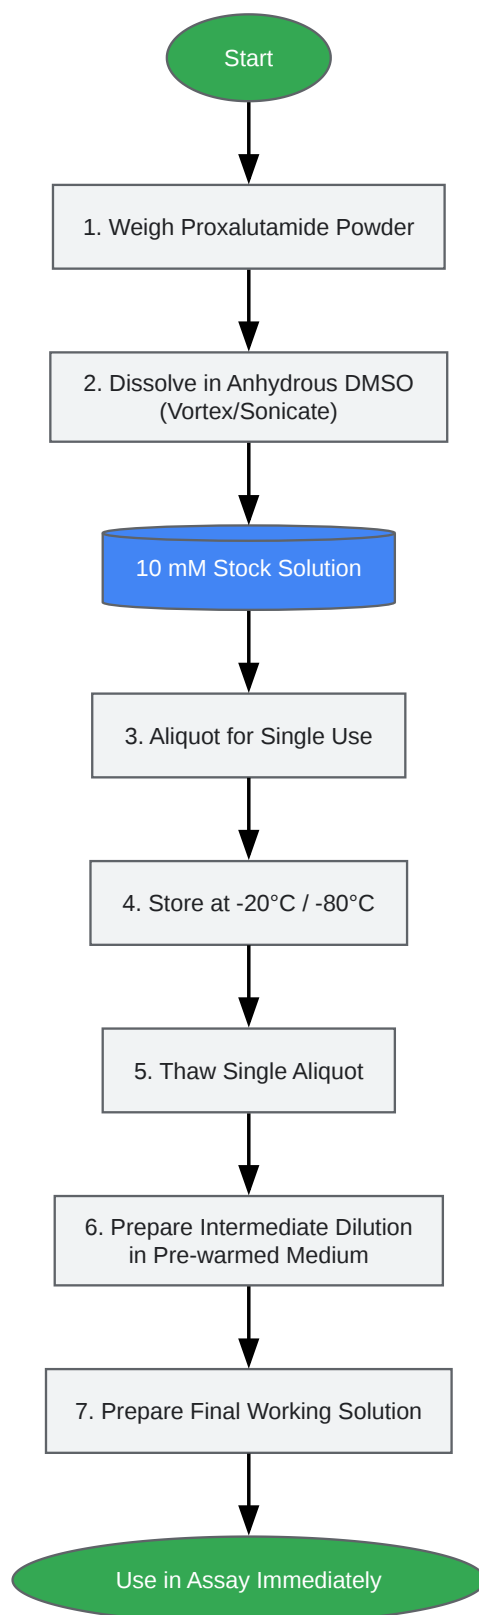 Start
1. Weigh Proxalutamide Powder
2. Dissolve in Anhydrous DMSO
(Vortex/Sonicate)
10 mM Stock Solution
3. Aliquot for Single Use
4. Store at -20°C / -80°C
5. Thaw Single Aliquot
6. Prepare Intermediate Dilution
in Pre-warmed Medium
7. Prepare Final Working Solution
Use in Assay Immediately